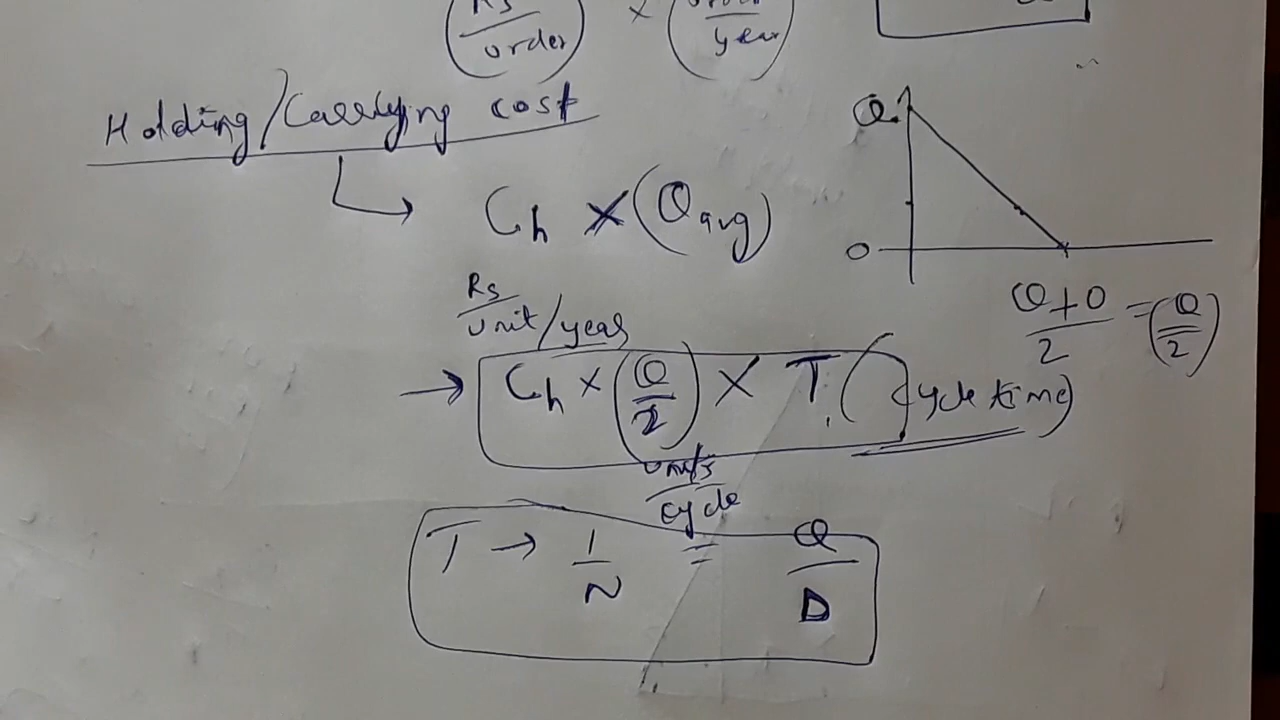 (Rs/order) × (order/year)
Holding/Carrying cost
Q
↳ Ch × (Qavg)
0
Rs/unit/year
(Q+0)/2 = (Q/2)
→ Ch × (Q/2) × T (cycle time)
units/cycle
T → 1/N = Q/D